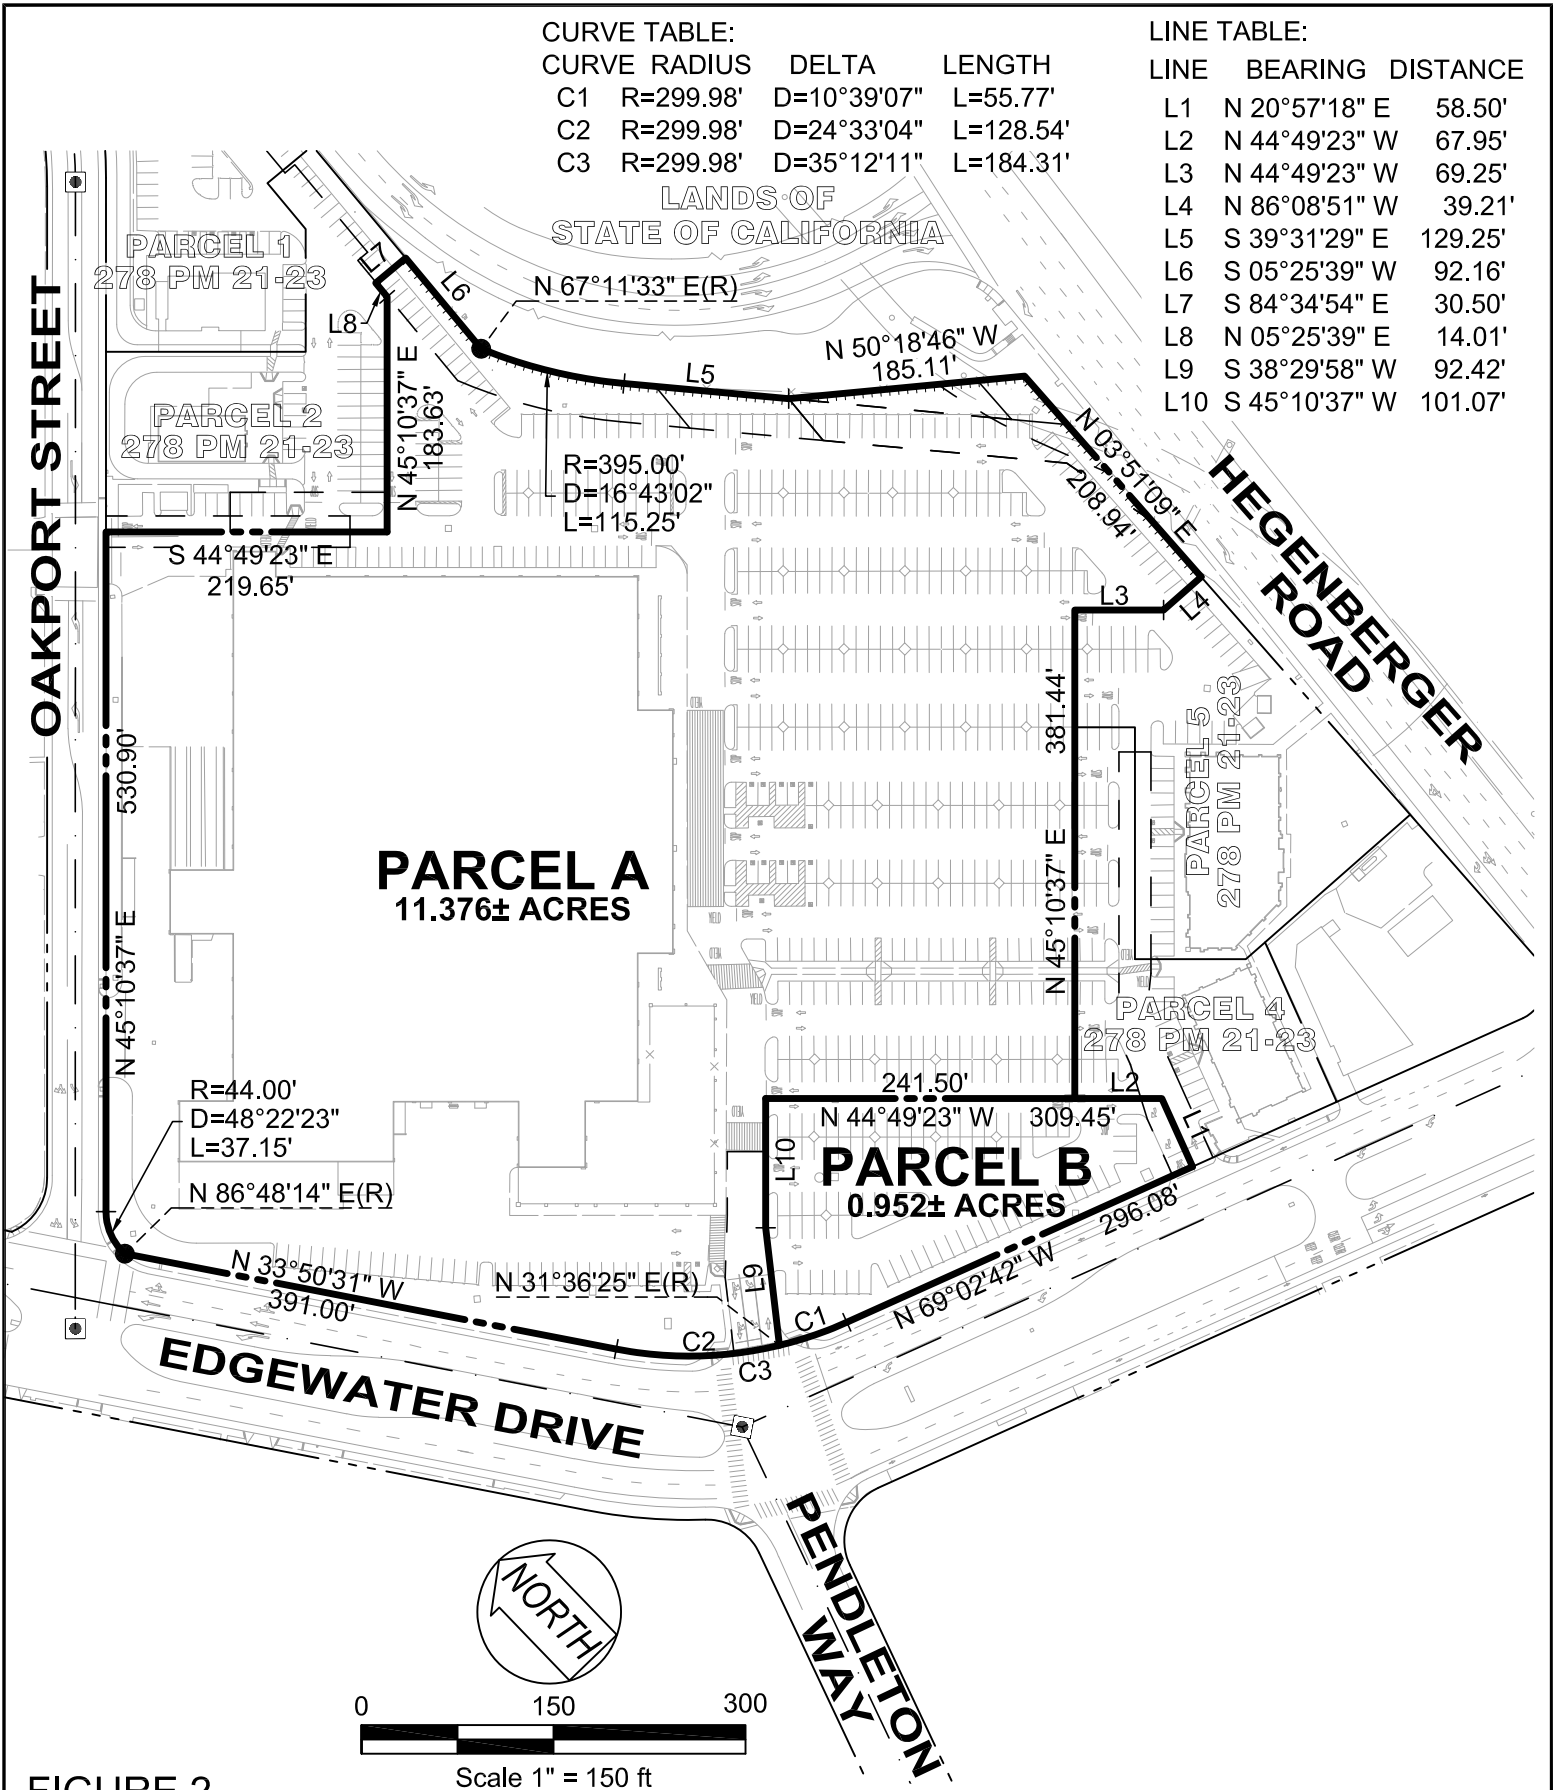 CURVE TABLE:
CURVE RADIUS DELTA LENGTH
C1 R=299.98' D=10°39'07" L=55.77'
C2 R=299.98' D=24°33'04" L=128.54'
C3 R=299.98' D=35°12'11" L=184.31'
LINE TABLE:
LINE BEARING DISTANCE
L1 N 20°57'18" E 58.50'
L2 N 44°49'23" W 67.95'
L3 N 44°49'23" W 69.25'
L4 N 86°08'51" W 39.21'
L5 S 39°31'29" E 129.25'
L6 S 05°25'39" W 92.16'
L7 S 84°34'54" E 30.50'
L8 N 05°25'39" E 14.01'
L9 S 38°29'58" W 92.42'
L10 S 45°10'37" W 101.07'
LANDS OF
STATE OF CALIFORNIA
PARCEL 1
278 PM 21-23
L7
L6
N 67°11'33" E(R)
L8
N 50°18'46" W
185.11'
L5
OAKPORT STREET
PARCEL 2
278 PM 21-23
N 45°10'37" E
183.63'
R=395.00'
D=16°43'02"
L=115.25'
N 03°51'09" E
208.94'
HEGENBERGER
ROAD
S 44°49'23" E
219.65'
L3
L4
530.90'
N 45°10'37" E
381.44'
N 45°10'37" E
PARCEL 5
278 PM 21-23
PARCEL A
11.376± ACRES
PARCEL 4
278 PM 21-23
R=44.00'
D=48°22'23"
L=37.15'
N 86°48'14" E(R)
241.50'
L2
N 44°49'23" W 309.45'
L1
L10
PARCEL B
0.952± ACRES
296.08'
N 69°02'42" W
N 33°50'31" W
391.00'
N 31°36'25" E(R)
L9
C1
C2
C3
EDGEWATER DRIVE
PENDLETON
WAY
NORTH
0 150 300
Scale 1" = 150 ft
FIGURE 2